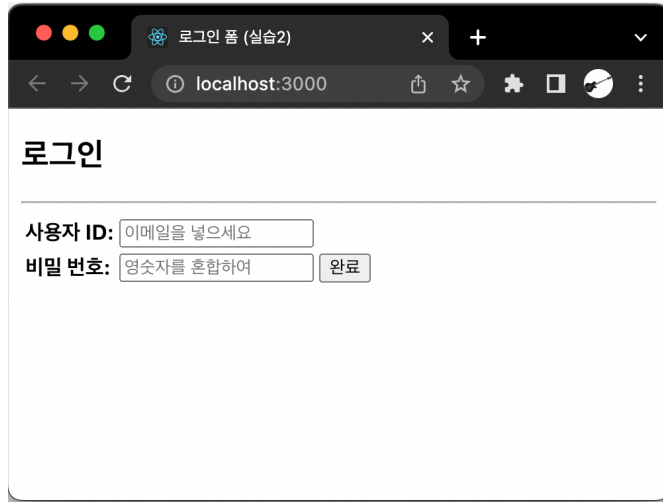 로그인 폼 (실습2)
localhost:3000
로그인
사용자 ID: 이메일을 넣으세요
비밀 번호: 영숫자를 혼합하여 완료